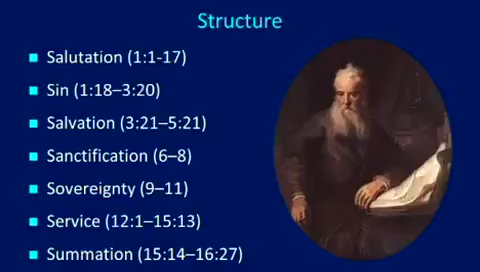 Structure
Salutation (1:1-17)
Sin (1:18–3:20)
Salvation (3:21–5:21)
Sanctification (6–8)
Sovereignty (9–11)
Service (12:1–15:13)
Summation (15:14–16:27)